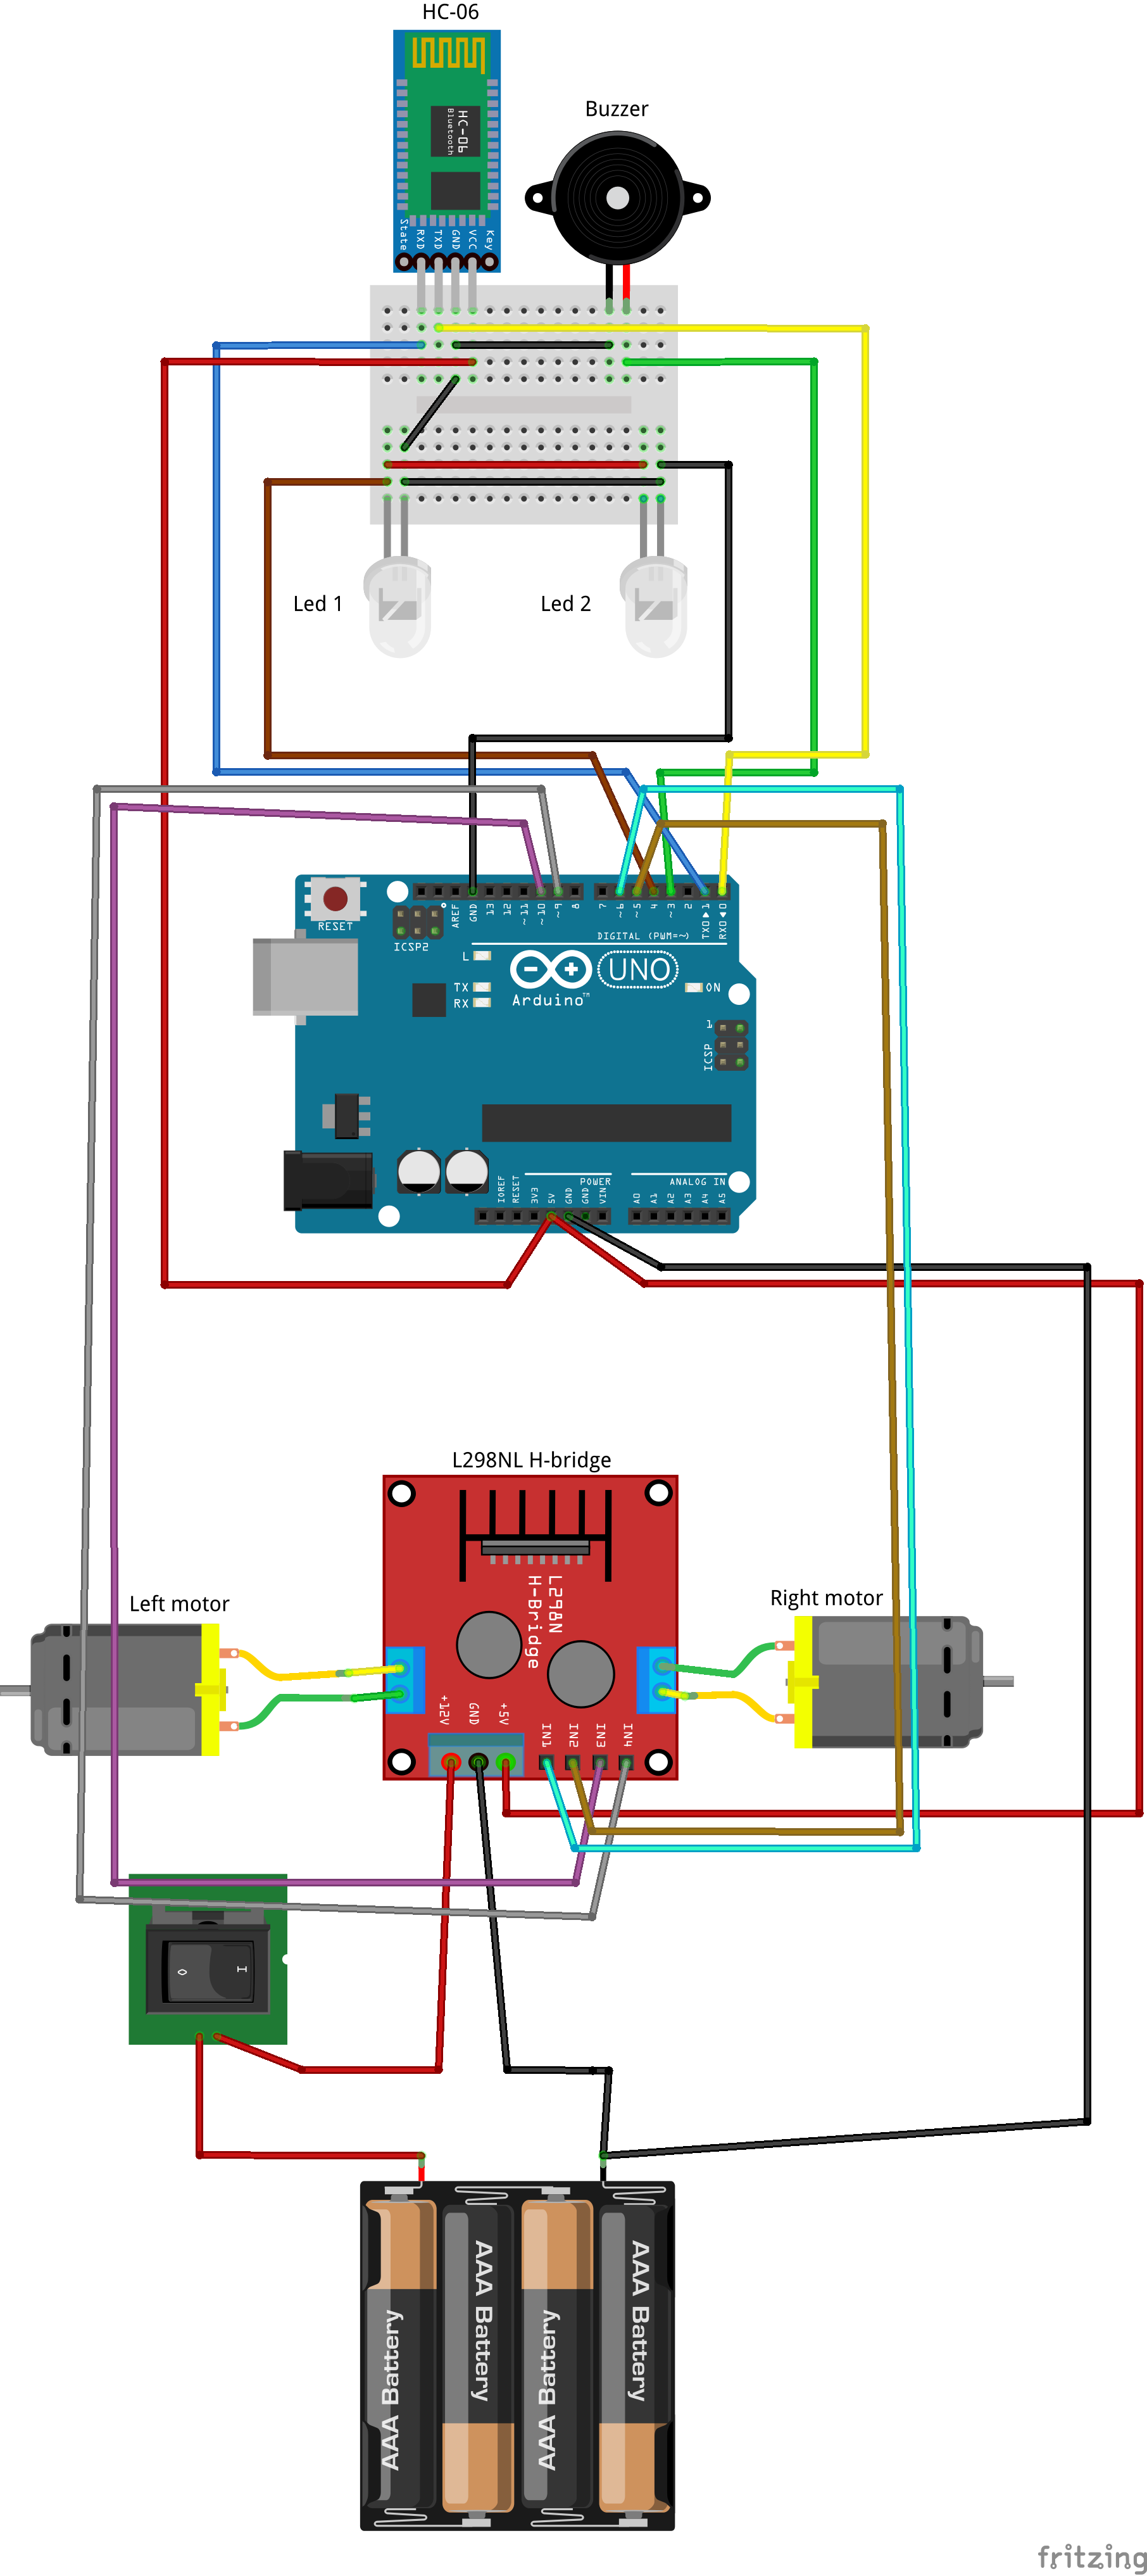 HC-06
Buzzer
HC-06
Bluetooth
State
RXD
TXD
GND
VCC
Key
Led 1
Led 2
RESET
ICSP2
AREF
GND
13
12
~11
~10
~9
8
7
~6
~5
4
~3
2
TX0▶1
RX0◀0
DIGITAL (PWM=~)
L
TX
RX
Arduino™
UNO
ON
1
ICSP
IOREF
RESET
3V3
5V
GND
GND
VIN
POWER
ANALOG IN
A0
A1
A2
A3
A4
A5
L298NL H-bridge
L298N
H-Bridge
Left motor
Right motor
+12V
GND
+5V
IN1
IN2
IN3
IN4
O
I
AAA Battery
AAA Battery
AAA Battery
AAA Battery
fritzing